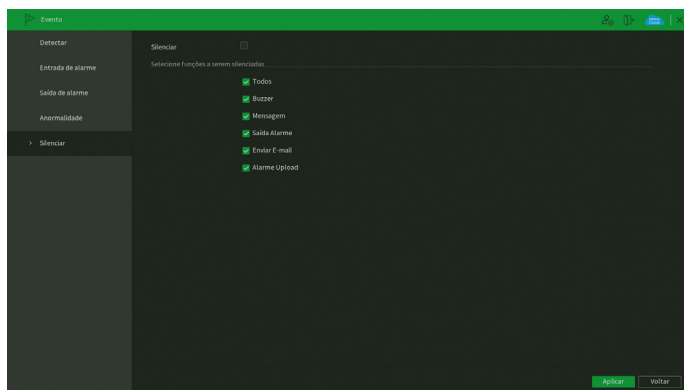 Evento
Detectar
Entrada de alarme
Saída de alarme
Anormalidade
Silenciar
Silenciar
Selecione funções a serem silenciadas
Todos
Buzzer
Mensagem
Saída Alarme
Enviar E-mail
Alarme Upload
Aplicar
Voltar